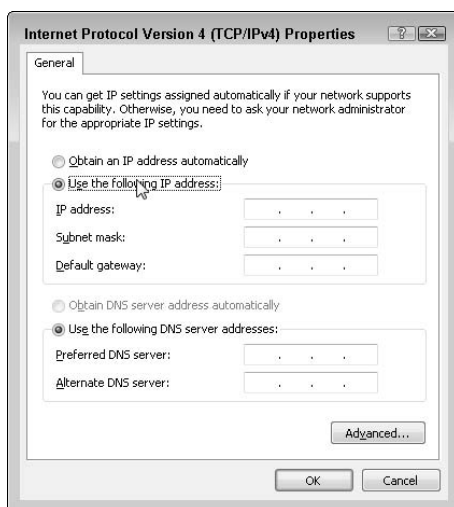 Internet Protocol Version 4 (TCP/IPv4) Properties
General
You can get IP settings assigned automatically if your network supports
this capability. Otherwise, you need to ask your network administrator
for the appropriate IP settings.
Obtain an IP address automatically
Use the following IP address:
IP address:
Subnet mask:
Default gateway:
Obtain DNS server address automatically
Use the following DNS server addresses:
Preferred DNS server:
Alternate DNS server:
Advanced...
OK Cancel